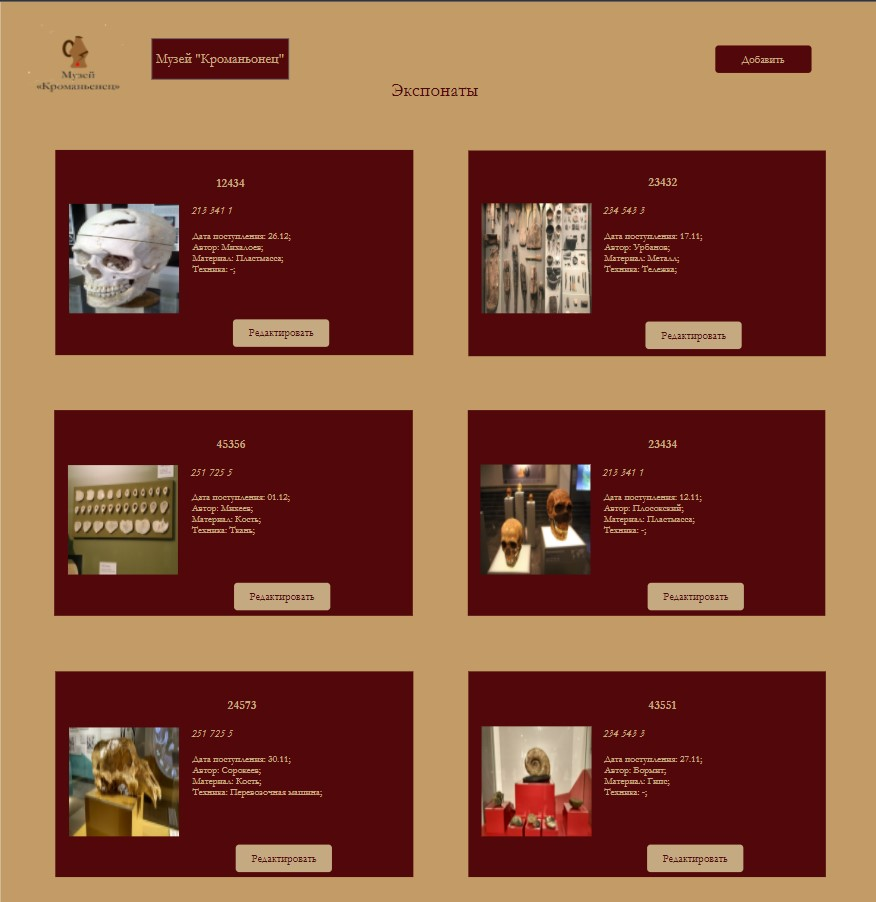 Музей
«Кроманьенец»
Музей "Кроманьонец"
Добавить
Экспонаты
12434
213 341 1
Дата поступления: 26.12;
Автор: Михалоев;
Материал: Пластмасса;
Техника: -;
Редактировать
23432
234 543 3
Дата поступления: 17.11;
Автор: Урбанов;
Материал: Металл;
Техника: Тележка;
Редактировать
45356
251 725 5
Дата поступления: 01.12;
Автор: Михеев;
Материал: Кость;
Техника: Ткань;
Редактировать
23434
213 341 1
Дата поступления: 12.11;
Автор: Плосокский;
Материал: Пластмасса;
Техника: -;
Редактировать
24573
251 725 5
Дата поступления: 30.11;
Автор: Сорокеев;
Материал: Кость;
Техника: Перевозочная машина;
Редактировать
43551
234 543 3
Дата поступления: 27.11;
Автор: Вормит;
Материал: Гипс;
Техника: -;
Редактировать